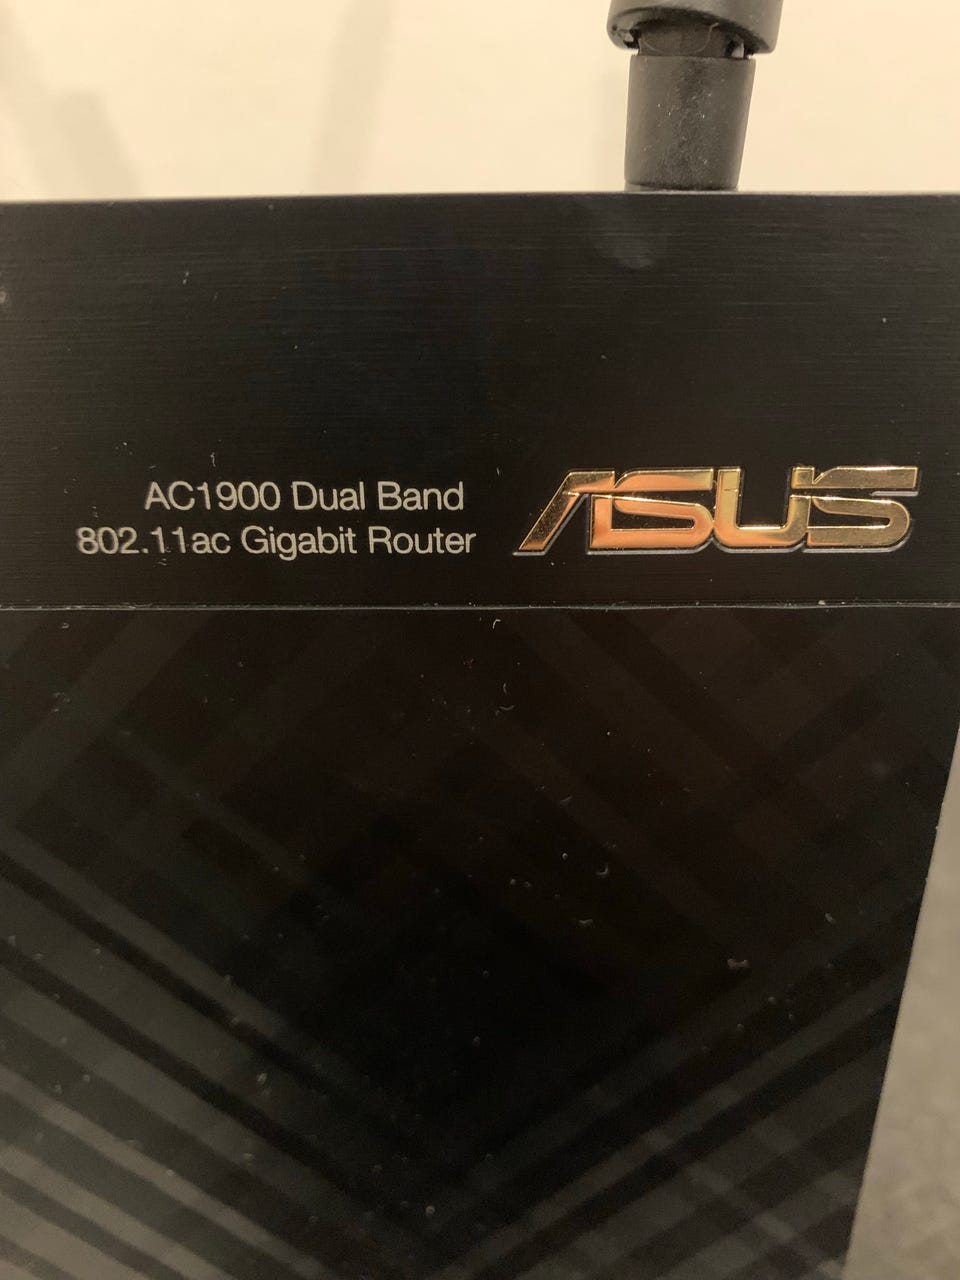 AC1900 Dual Band
802.11ac Gigabit Router
ASUS